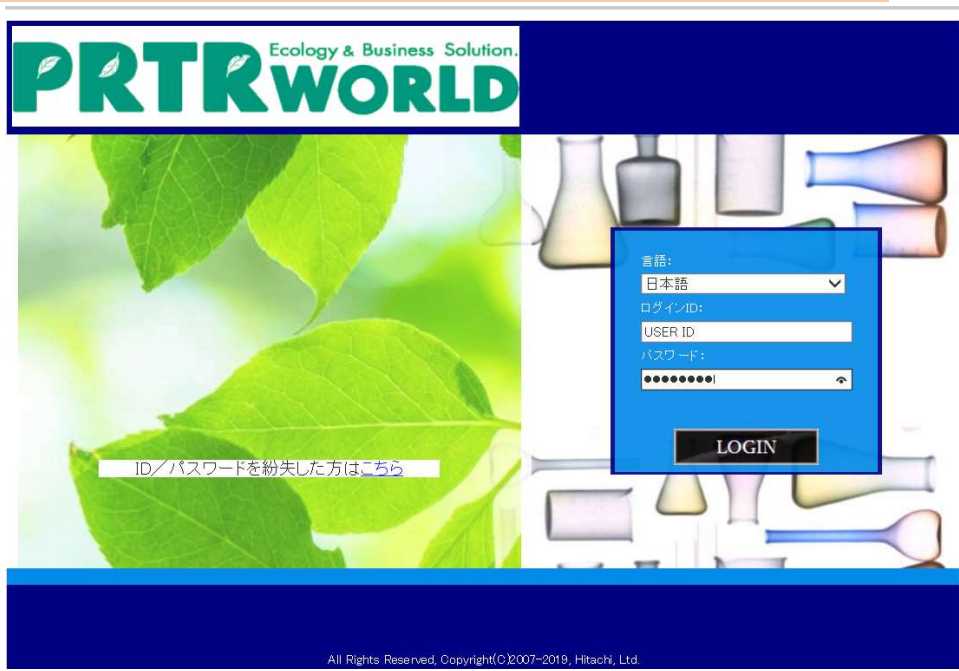 Ecology & Business Solution.
PRTR WORLD
言語:
日本語
ログインID:
USER ID
パスワード:
●●●●●●●●
LOGIN
ID／パスワードを紛失した方はこちら
All Rights Reserved, Copyright(C)2007-2019, Hitachi, Ltd.